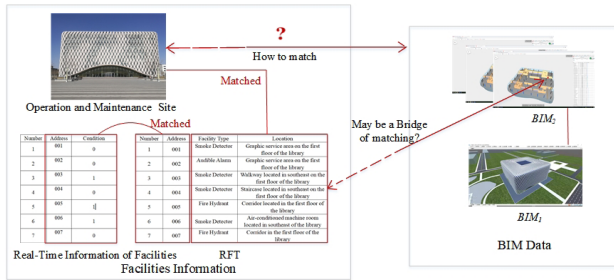 ?
How to match
Matched
Operation and Maintenance Site
Matched
May be a Bridge
of matching?
BIM2
BIM1
BIM Data
Number Address Condition
1 001 0
2 002 0
3 003 1
4 004 0
5 005 1
6 006 1
7 007 0
Number Address Facility Type Location
1 001 Smoke Detector Graphic service area on the first
floor of the library
2 002 Audible Alarm Graphic service area on the first
floor of the library
3 003 Smoke Detector Walkway located in southeast on the
first floor of the library
4 004 Smoke Detector Staircase located in southeast on the
first floor of the library
5 005 Fire Hydrant Corridor located in the first floor of
the library
6 006 Smoke Detector Air-conditioned machine room
located in southeast of the library
7 007 Fire Hydrant Corridor in the first floor of the
library
Real-Time Information of Facilities RFT
Facilities Information